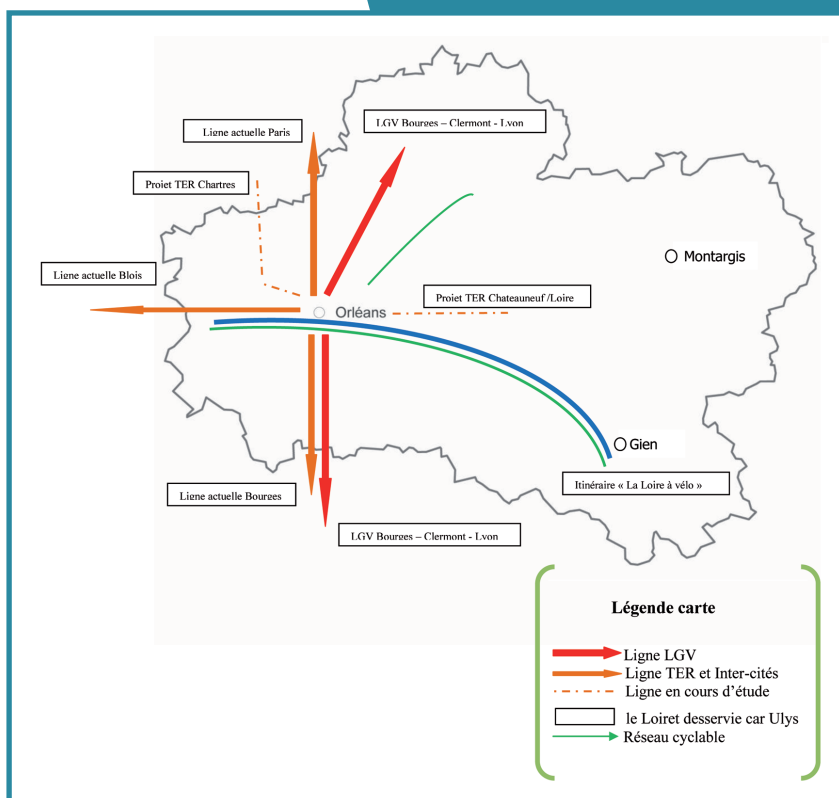 Ligne actuelle Paris
LGV Bourges – Clermont - Lyon
Projet TER Chartres
Montargis
Ligne actuelle Blois
Projet TER Chateauneuf /Loire
Orléans
Gien
Itinéraire « La Loire à vélo »
Ligne actuelle Bourges
LGV Bourges – Clermont - Lyon
Légende carte
Ligne LGV
Ligne TER et Inter-cités
Ligne en cours d'étude
le Loiret desservie car Ulys
Réseau cyclable